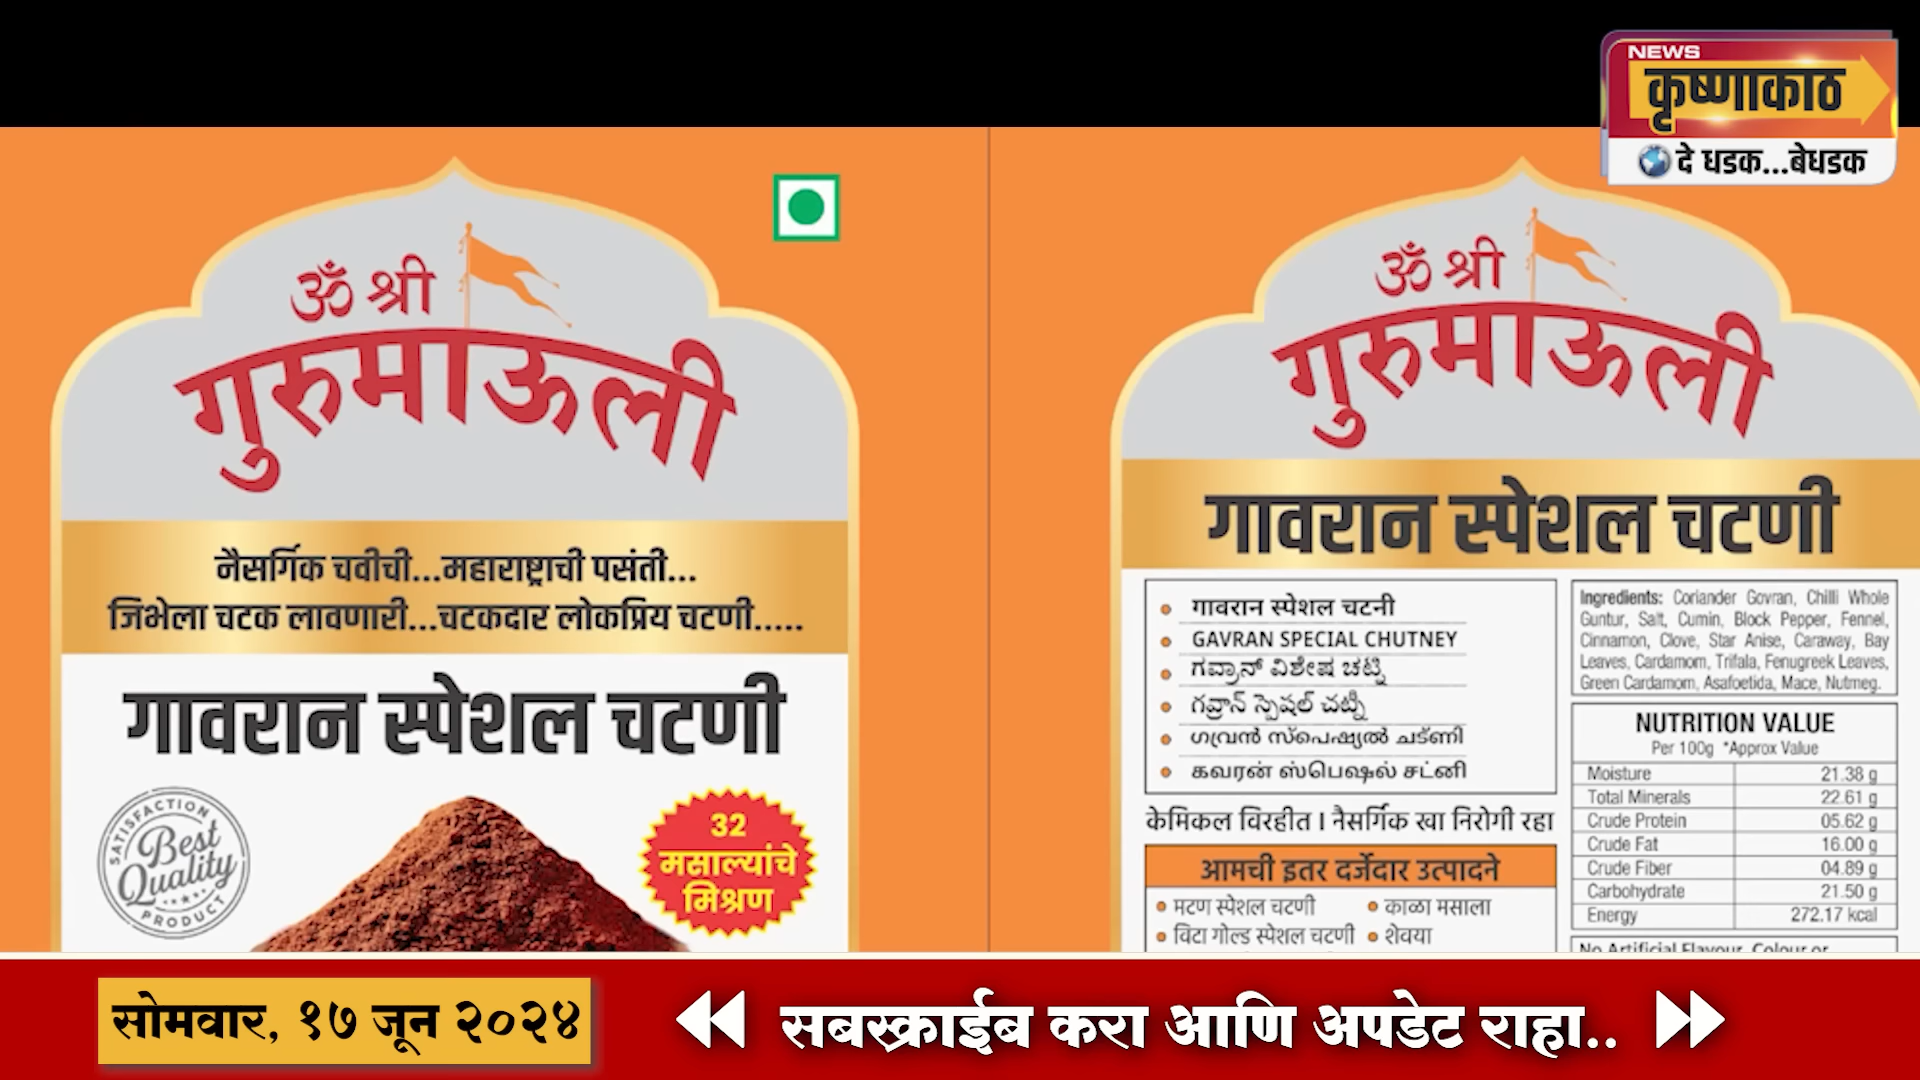 NEWS
कृष्णाकाठ
दे धडक...बेधडक
ॐ श्री
गुरुमाऊली
नैसर्गिक चवीची...महाराष्ट्राची पसंती...
जिभेला चटक लावणारी...चटकदार लोकप्रिय चटणी.....
गावरान स्पेशल चटणी
SATISFACTION
Best
Quality
PRODUCT
32
मसाल्यांचे
मिश्रण
ॐ श्री
गुरुमाऊली
गावरान स्पेशल चटणी
गावरान स्पेशल चटनी
GAVRAN SPECIAL CHUTNEY
ಗವ್ರಾನ್ ವಿಶೇಷ ಚಟ್ನಿ
గవ్రాన్ స్పెషల్ చట్నీ
ഗവ്രൻ സ്പെഷ്യൽ ചട്ണി
கவரன் ஸ்பெஷல் சட்னி
केमिकल विरहीत । नैसर्गिक खा निरोगी रहा
आमची इतर दर्जेदार उत्पादने
• मटण स्पेशल चटणी • काळा मसाला
• विटा गोल्ड स्पेशल चटणी • शेवया
Ingredients: Coriander Govran, Chilli Whole
Guntur, Salt, Cumin, Block Pepper, Fennel,
Cinnamon, Clove, Star Anise, Caraway, Bay
Leaves, Cardamom, Trifala, Fenugreek Leaves,
Green Cardamom, Asafoetida, Mace, Nutmeg.
NUTRITION VALUE
Per 100g *Approx Value
Moisture 21.38 g
Total Minerals 22.61 g
Crude Protein 05.62 g
Crude Fat 16.00 g
Crude Fiber 04.89 g
Carbohydrate 21.50 g
Energy 272.17 kcal
No Artificial Flavour, Colour or
सोमवार, १७ जून २०२४
सबस्क्राईब करा आणि अपडेट राहा..